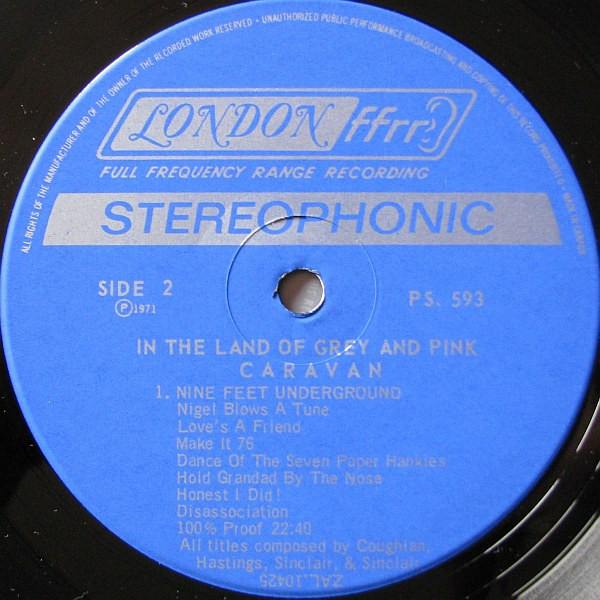 ALL RIGHTS OF THE MANUFACTURER AND OF THE OWNER OF THE RECORDED WORK RESERVED - UNAUTHORIZED PUBLIC PERFORMANCE BROADCASTING AND COPYING OF THIS RECORD PROHIBITED - MADE IN CANADA
LONDON ffrr
FULL FREQUENCY RANGE RECORDING
STEREOPHONIC
SIDE 2 PS. 593
Ⓟ1971
IN THE LAND OF GREY AND PINK
CARAVAN
1. NINE FEET UNDERGROUND
Nigel Blows A Tune
Love's A Friend
Make It 76
Dance Of The Seven Paper Hankies
Hold Grandad By The Nose
Honest I Did!
Disassociation
100% Proof 22:40
All titles composed by Coughlan,
Hastings, Sinclair, & Sinclair
ZAL.10425